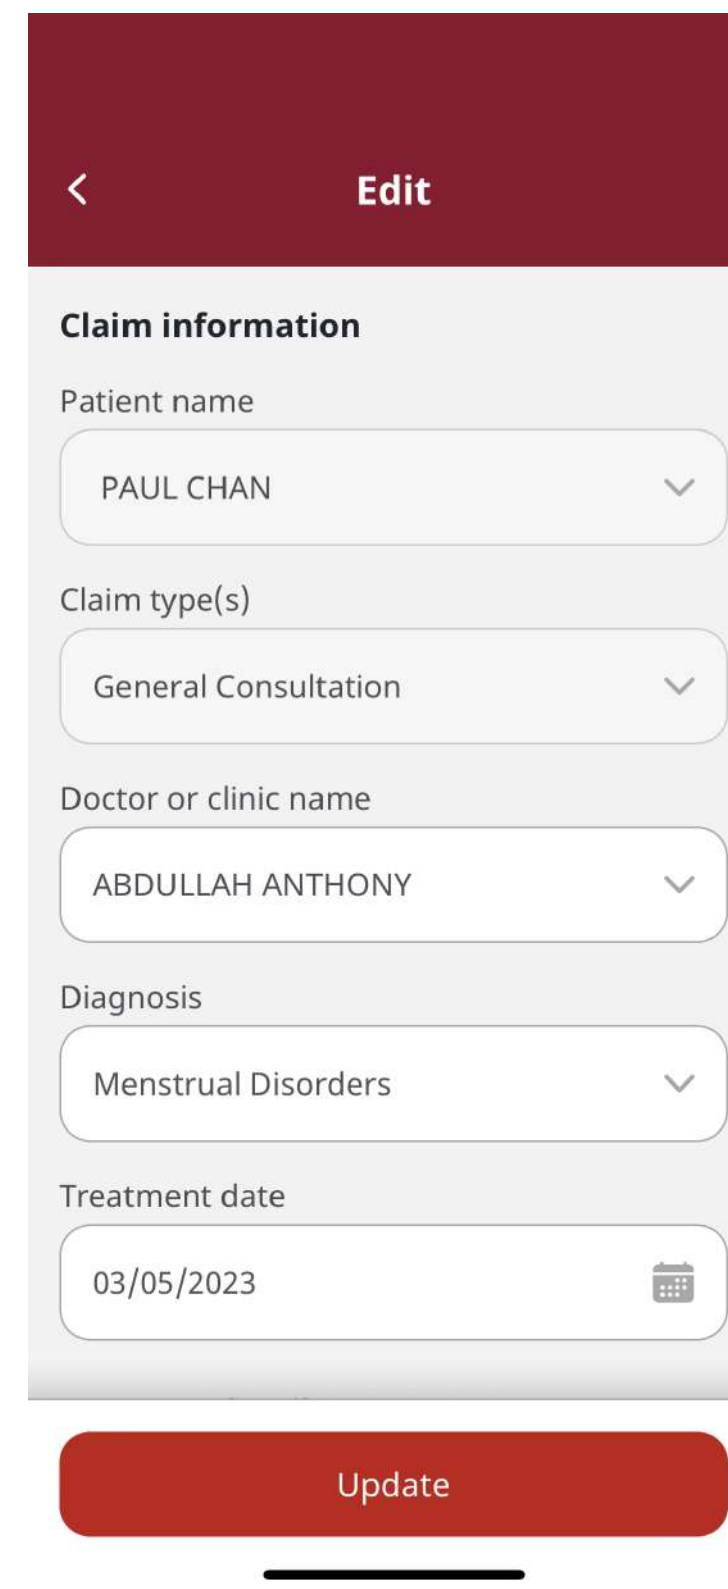 Edit
Claim information
Patient name
PAUL CHAN
Claim type(s)
General Consultation
Doctor or clinic name
ABDULLAH ANTHONY
Diagnosis
Menstrual Disorders
Treatment date
03/05/2023
Update